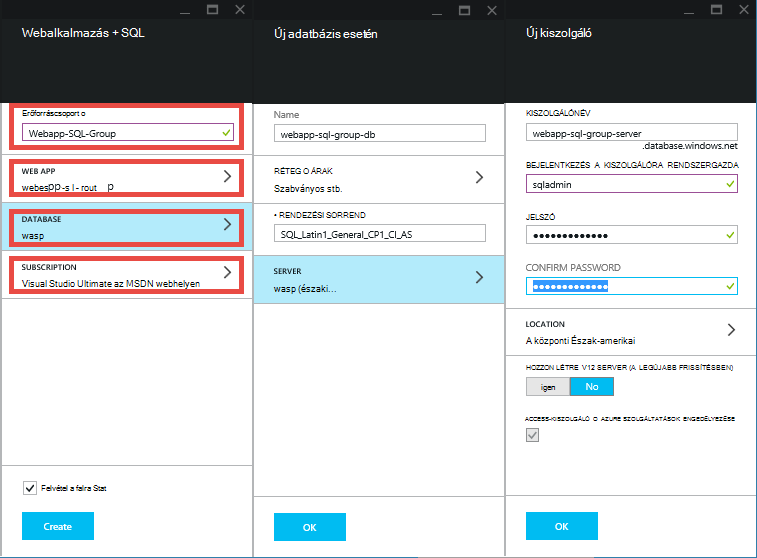 Webalkalmazás + SQL
Erőforráscsoport o
Webapp-SQL-Group
WEB APP
webespp-s l - rout p
DATABASE
wasp
SUBSCRIPTION
Visual Studio Ultimate az MSDN webhelyen
Felvétel a falra Stat
Create
Új adatbázis esetén
Name
webapp-sql-group-db
RÉTEG O ÁRAK
Szabványos stb.
• RENDEZÉSI SORREND
SQL_Latin1_General_CP1_CI_AS
SERVER
wasp (északi...
OK
Új kiszolgáló
KISZOLGÁLÓNÉV
webapp-sql-group-server
.database.windows.net
BEJELENTKEZÉS A KISZOLGÁLÓRA RENDSZERGAZDA
sqladmin
JELSZÓ
CONFIRM PASSWORD
LOCATION
A központi Észak-amerikai
HOZZON LÉTRE V12 SERVER (A LEGÚJABB FRISSÍTÉSBEN)
igen No
ACCESS-KISZOLGÁLÓ O AZURE SZOLGÁLTATÁSOK ENGEDÉLYEZÉSE
OK